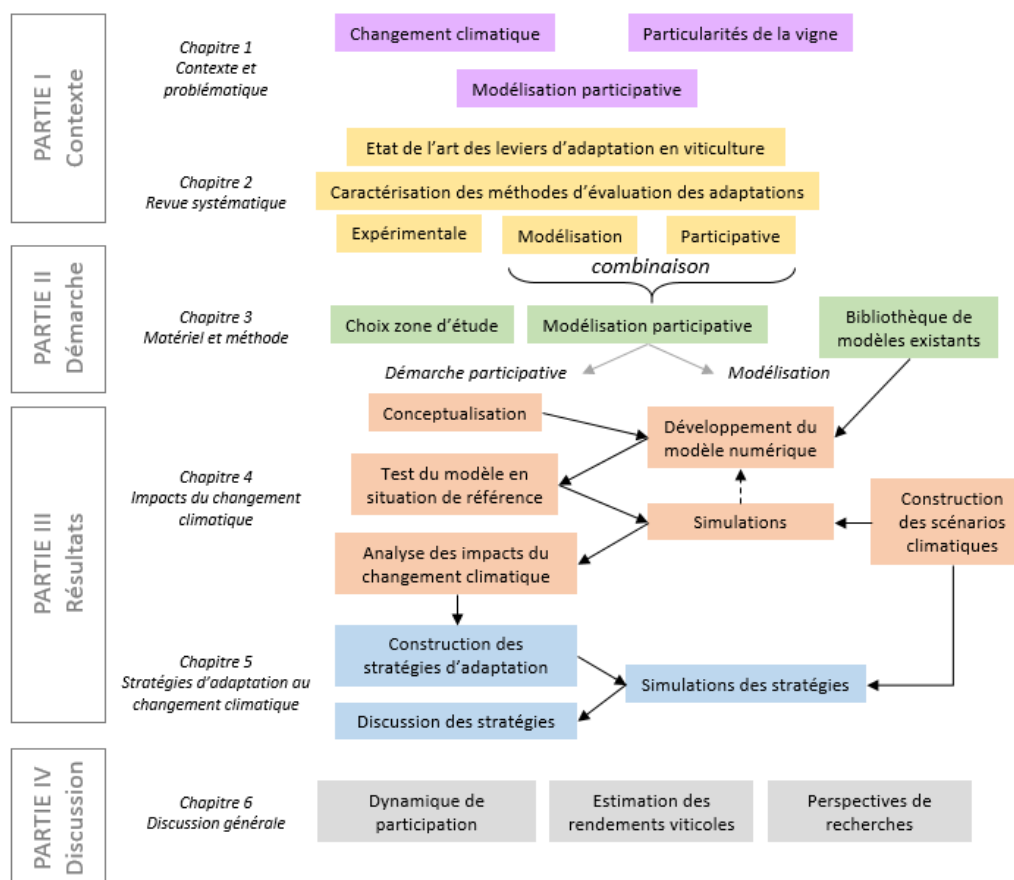 PARTIE I
Contexte
Chapitre 1
Contexte et
problématique
Changement climatique
Particularités de la vigne
Modélisation participative
Chapitre 2
Revue systématique
Etat de l'art des leviers d'adaptation en viticulture
Caractérisation des méthodes d'évaluation des adaptations
Expérimentale
Modélisation
Participative
combinaison
PARTIE II
Démarche
Chapitre 3
Matériel et méthode
Choix zone d'étude
Modélisation participative
Bibliothèque de
modèles existants
Démarche participative
Modélisation
PARTIE III
Résultats
Chapitre 4
Impacts du changement
climatique
Conceptualisation
Développement du
modèle numérique
Test du modèle en
situation de référence
Simulations
Construction
des scénarios
climatiques
Analyse des impacts du
changement climatique
Chapitre 5
Stratégies d'adaptation au
changement climatique
Construction des
stratégies d'adaptation
Simulations des stratégies
Discussion des stratégies
PARTIE IV
Discussion
Chapitre 6
Discussion générale
Dynamique de
participation
Estimation des
rendements viticoles
Perspectives de
recherches